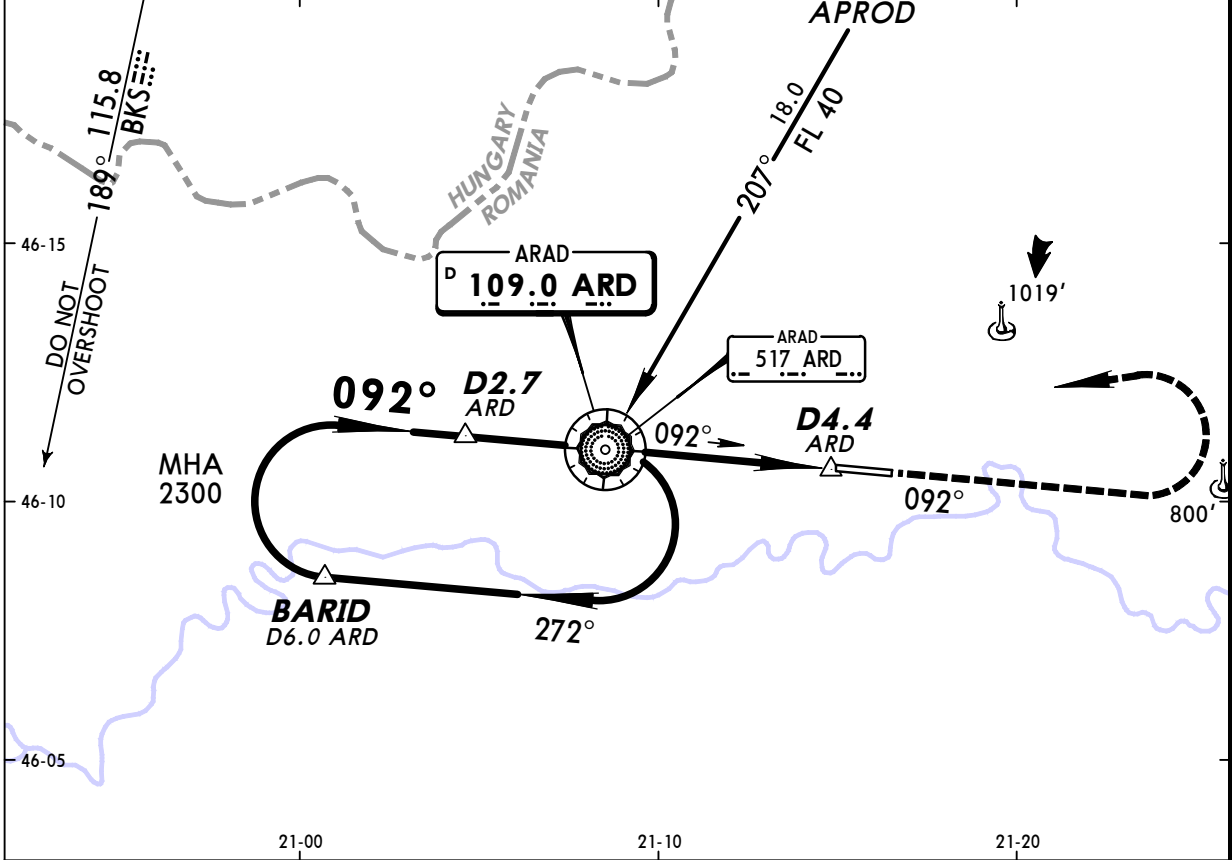 APROD
115.8
BKS
189°
DO NOT
OVERSHOOT
HUNGARY
ROMANIA
18.0
FL 40
207°
46-15
ARAD
D 109.0 ARD
1019'
ARAD
517 ARD
092°
D2.7
ARD
092°
D4.4
ARD
MHA
2300
46-10
092°
800'
BARID
D6.0 ARD
272°
46-05
21-00
21-10
21-20